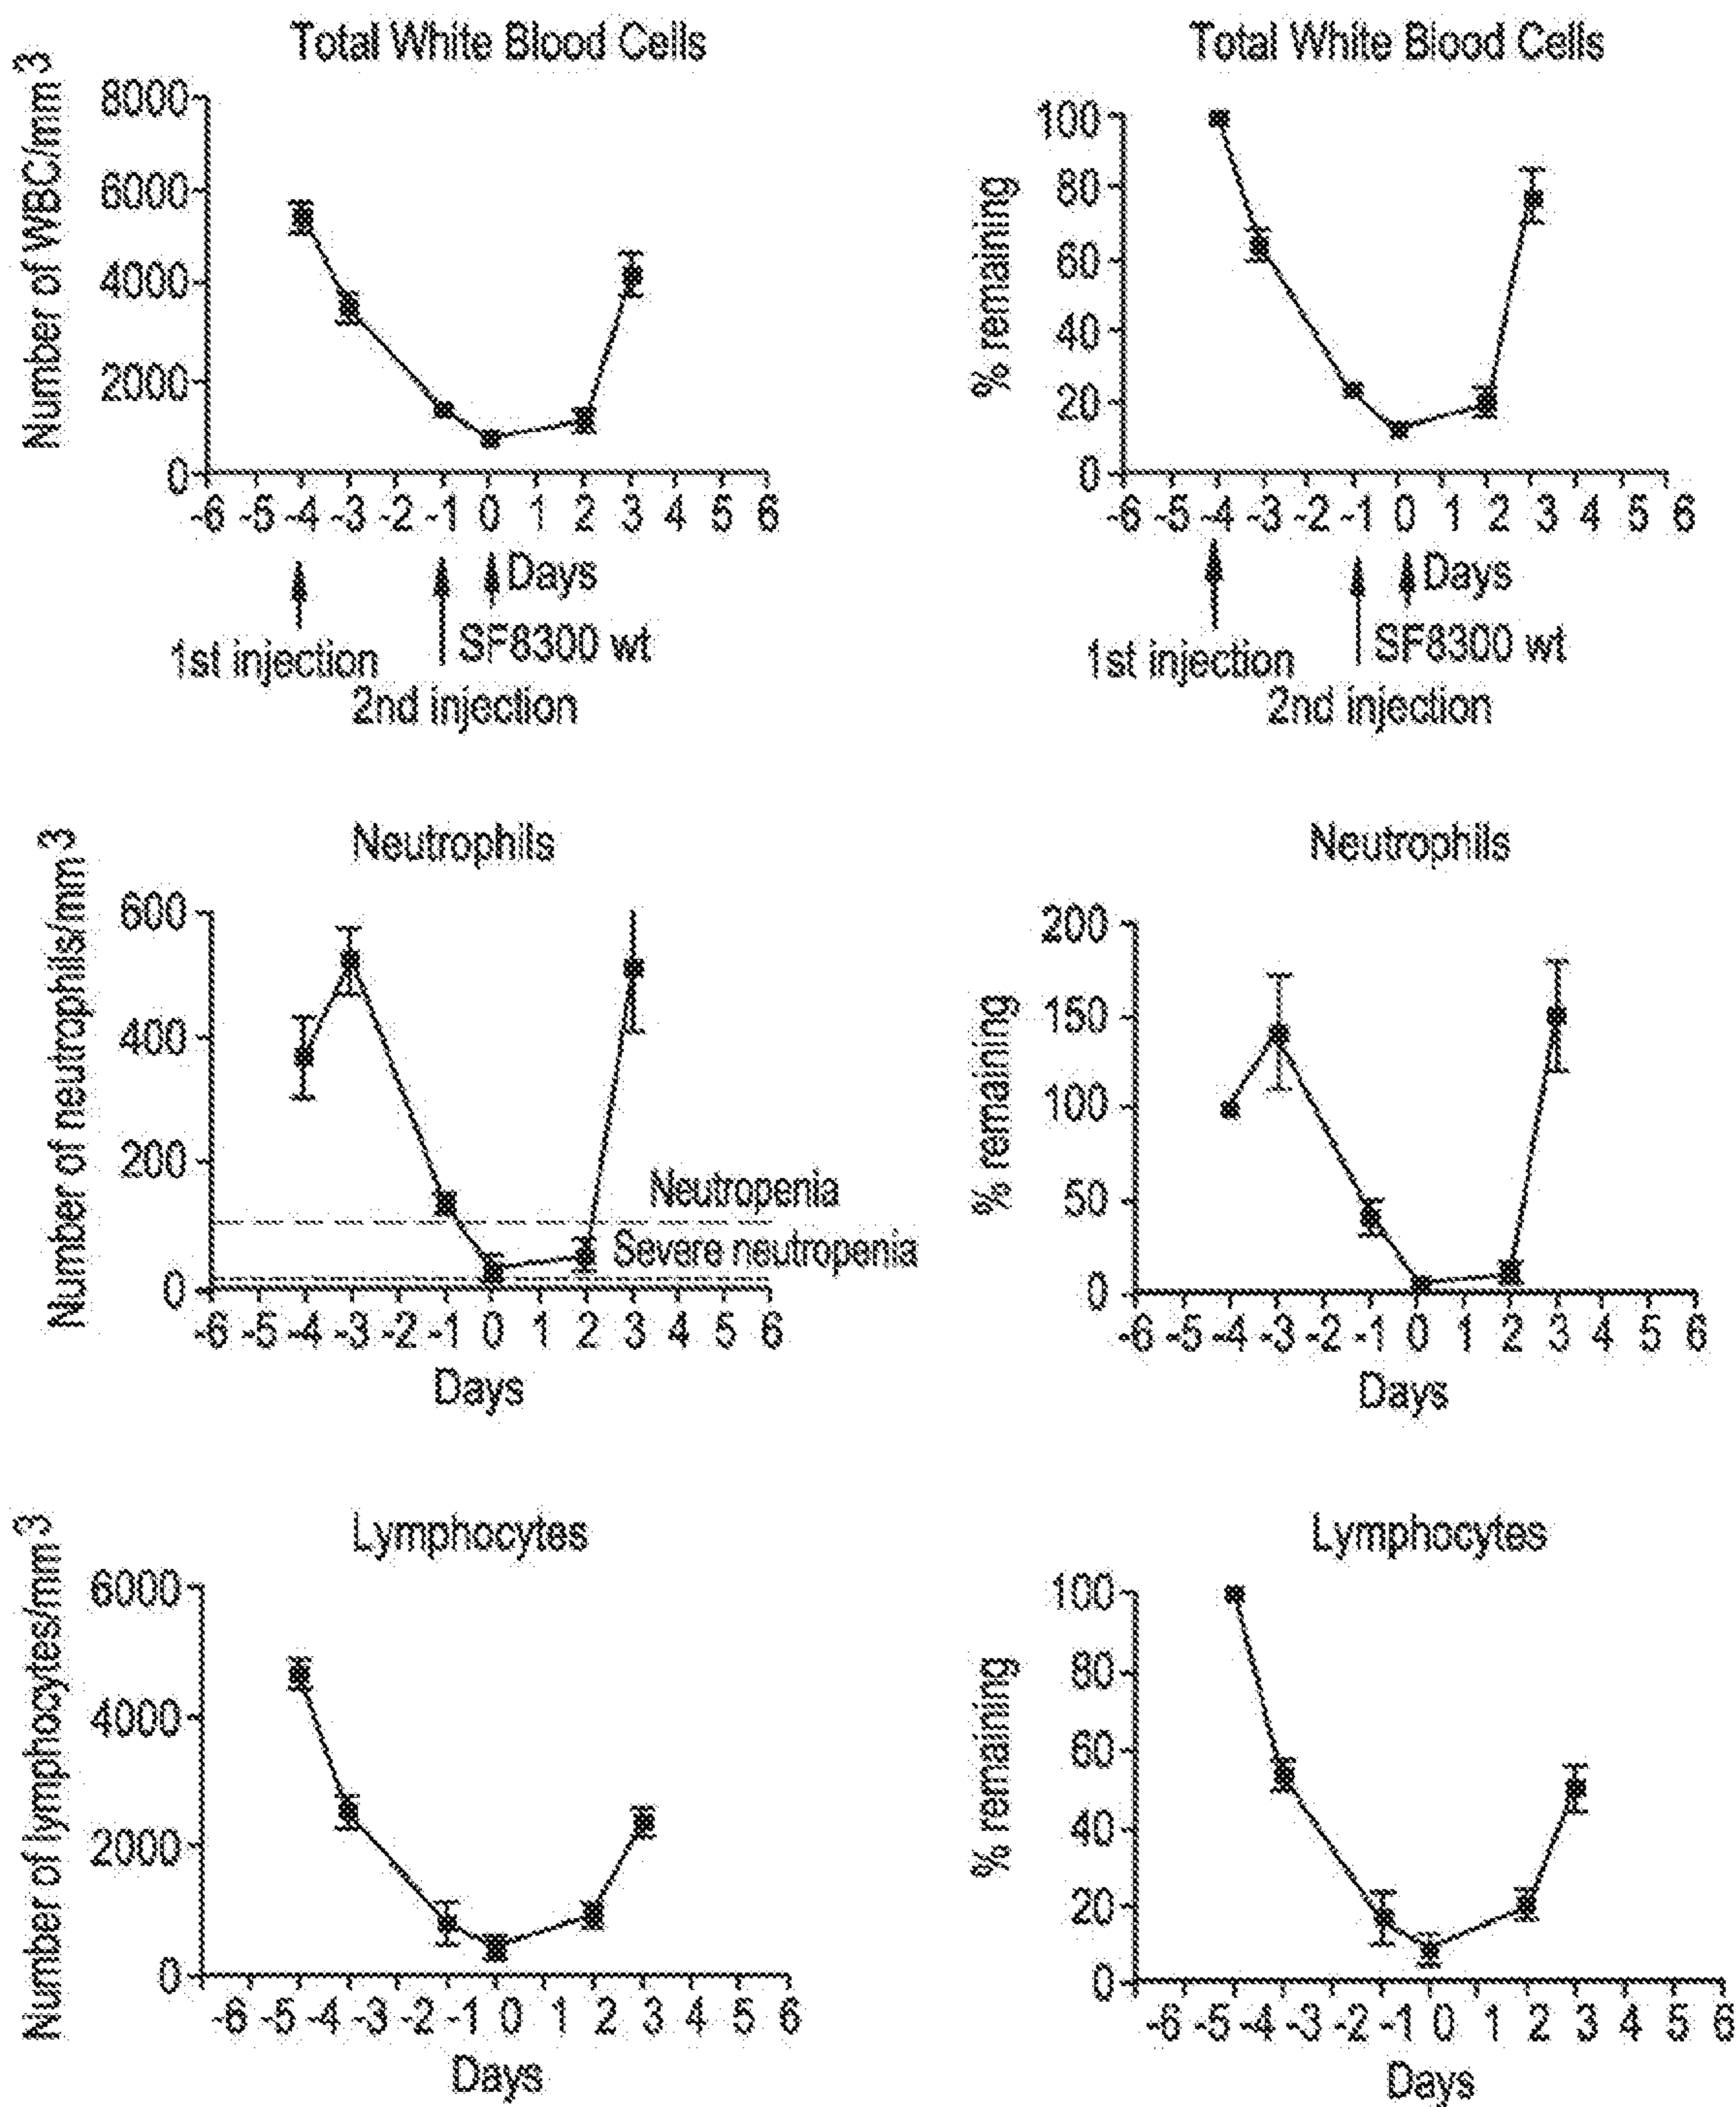 Total White Blood Cells
Number of WBC/mm3
8000
6000
4000
2000
0
-6 -5 -4 -3 -2 -1 0 1 2 3 4 5 6
Days
1st injection
SF8300 wt
2nd injection
Total White Blood Cells
% remaining
100
80
60
40
20
0
-6 -5 -4 -3 -2 -1 0 1 2 3 4 5 6
Days
1st injection
SF8300 wt
2nd injection
Neutrophils
Number of neutrophils/mm3
600
400
200
0
Neutropenia
Severe neutropenia
-6 -5 -4 -3 -2 -1 0 1 2 3 4 5 6
Days
Neutrophils
% remaining
200
150
100
50
0
-6 -5 -4 -3 -2 -1 0 1 2 3 4 5 6
Days
Lymphocytes
Number of lymphocytes/mm3
6000
4000
2000
0
-6 -5 -4 -3 -2 -1 0 1 2 3 4 5 6
Days
Lymphocytes
% remaining
100
80
60
40
20
0
-6 -5 -4 -3 -2 -1 0 1 2 3 4 5 6
Days